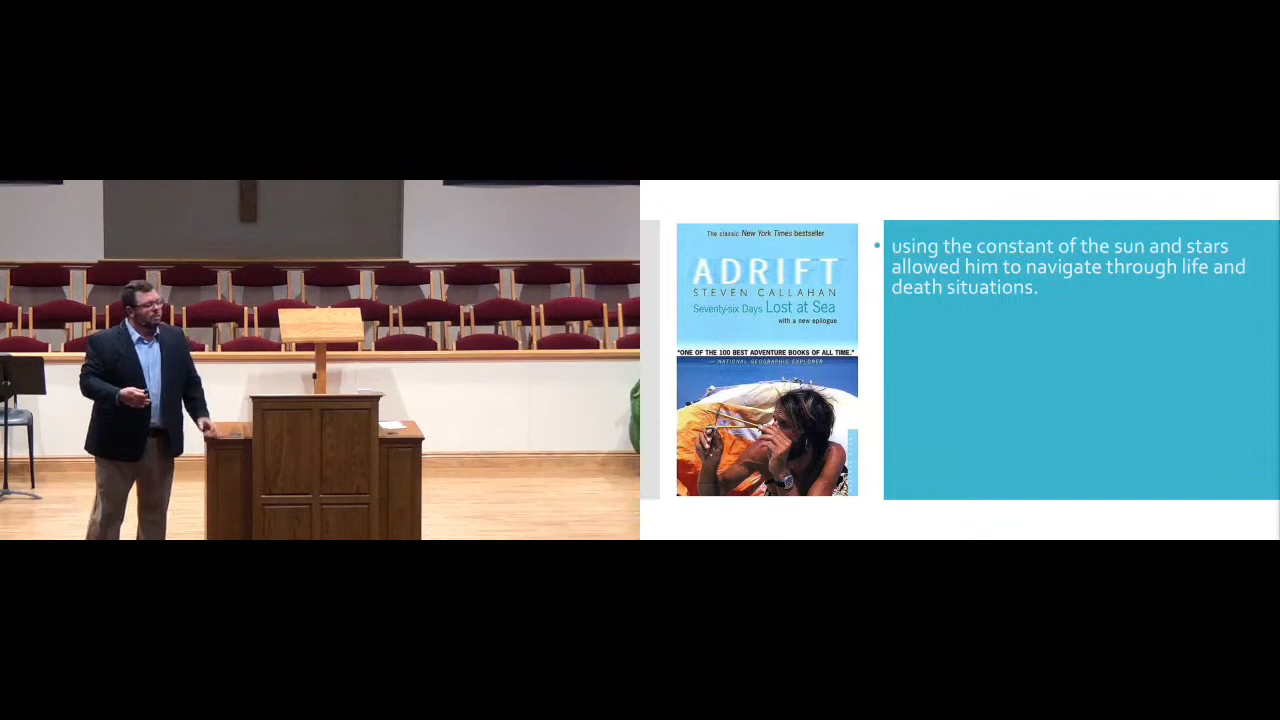 The classic New York Times bestseller
ADRIFT
STEVEN CALLAHAN
Seventy-six Days Lost at Sea
with a new epilogue
"ONE OF THE 100 BEST ADVENTURE BOOKS OF ALL TIME."
— NATIONAL GEOGRAPHIC EXPLORER
• using the constant of the sun and stars
allowed him to navigate through life and
death situations.